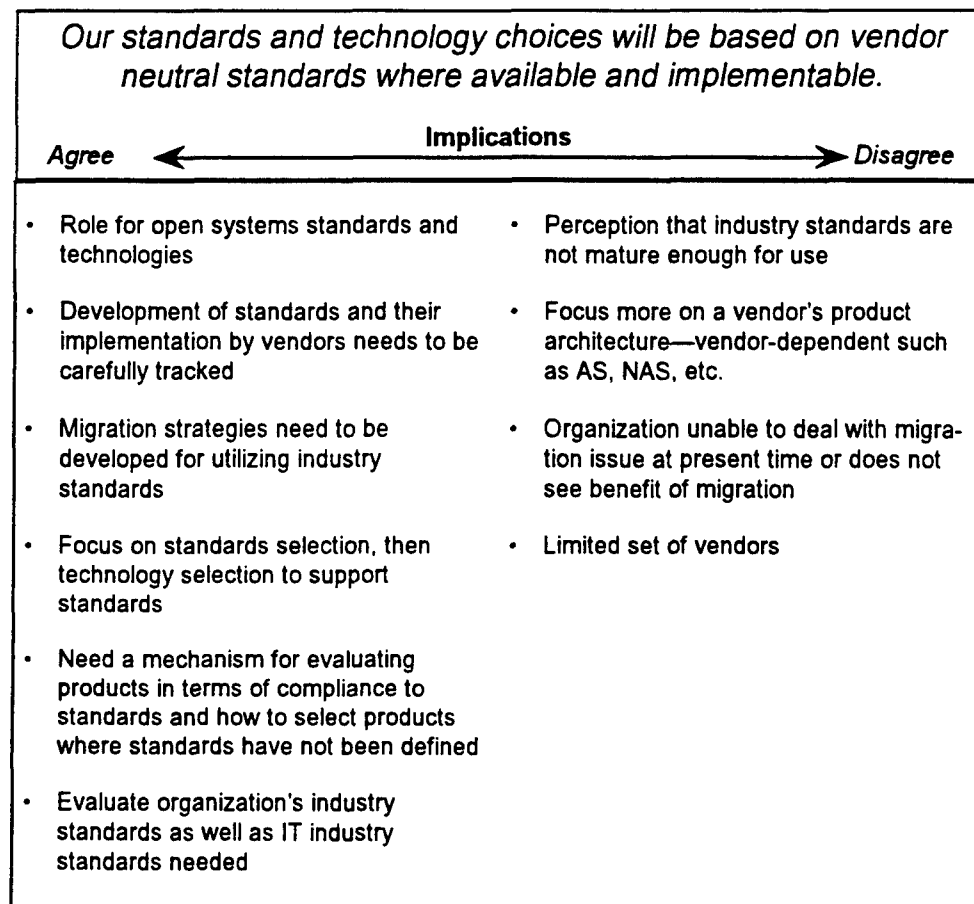 Our standards and technology choices will be based on vendor
neutral standards where available and implementable.
Implications
Agree
Disagree
• Role for open systems standards and
technologies
• Development of standards and their
implementation by vendors needs to be
carefully tracked
• Migration strategies need to be
developed for utilizing industry
standards
• Focus on standards selection, then
technology selection to support
standards
• Need a mechanism for evaluating
products in terms of compliance to
standards and how to select products
where standards have not been defined
• Evaluate organization's industry
standards as well as IT industry
standards needed
• Perception that industry standards are
not mature enough for use
• Focus more on a vendor's product
architecture—vendor-dependent such
as AS, NAS, etc.
• Organization unable to deal with migra-
tion issue at present time or does not
see benefit of migration
• Limited set of vendors